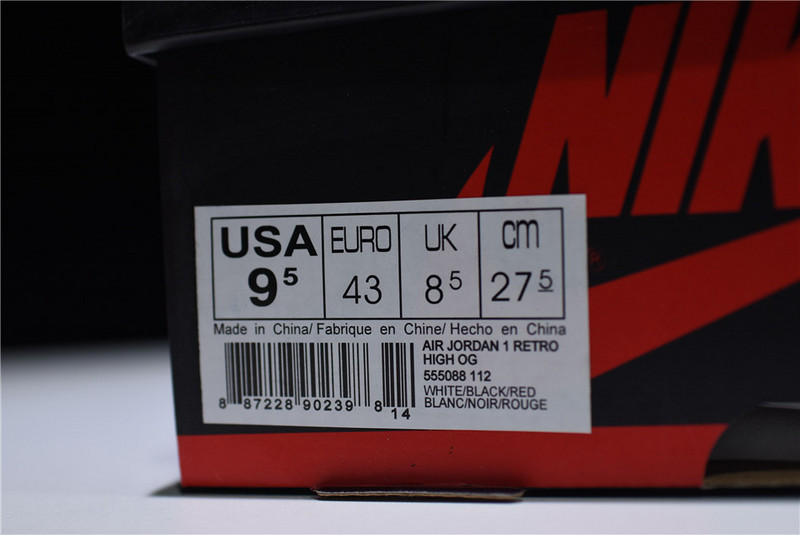 NIK
®
USA EURO UK cm
9⁵ 43 8⁵ 27⁵
Made in China/ Fabrique en Chine/ Hecho en China
AIR JORDAN 1 RETRO
HIGH OG
555088 112
WHITE/BLACK/RED
BLANC/NOIR/ROUGE
8 87228 90239 8 14